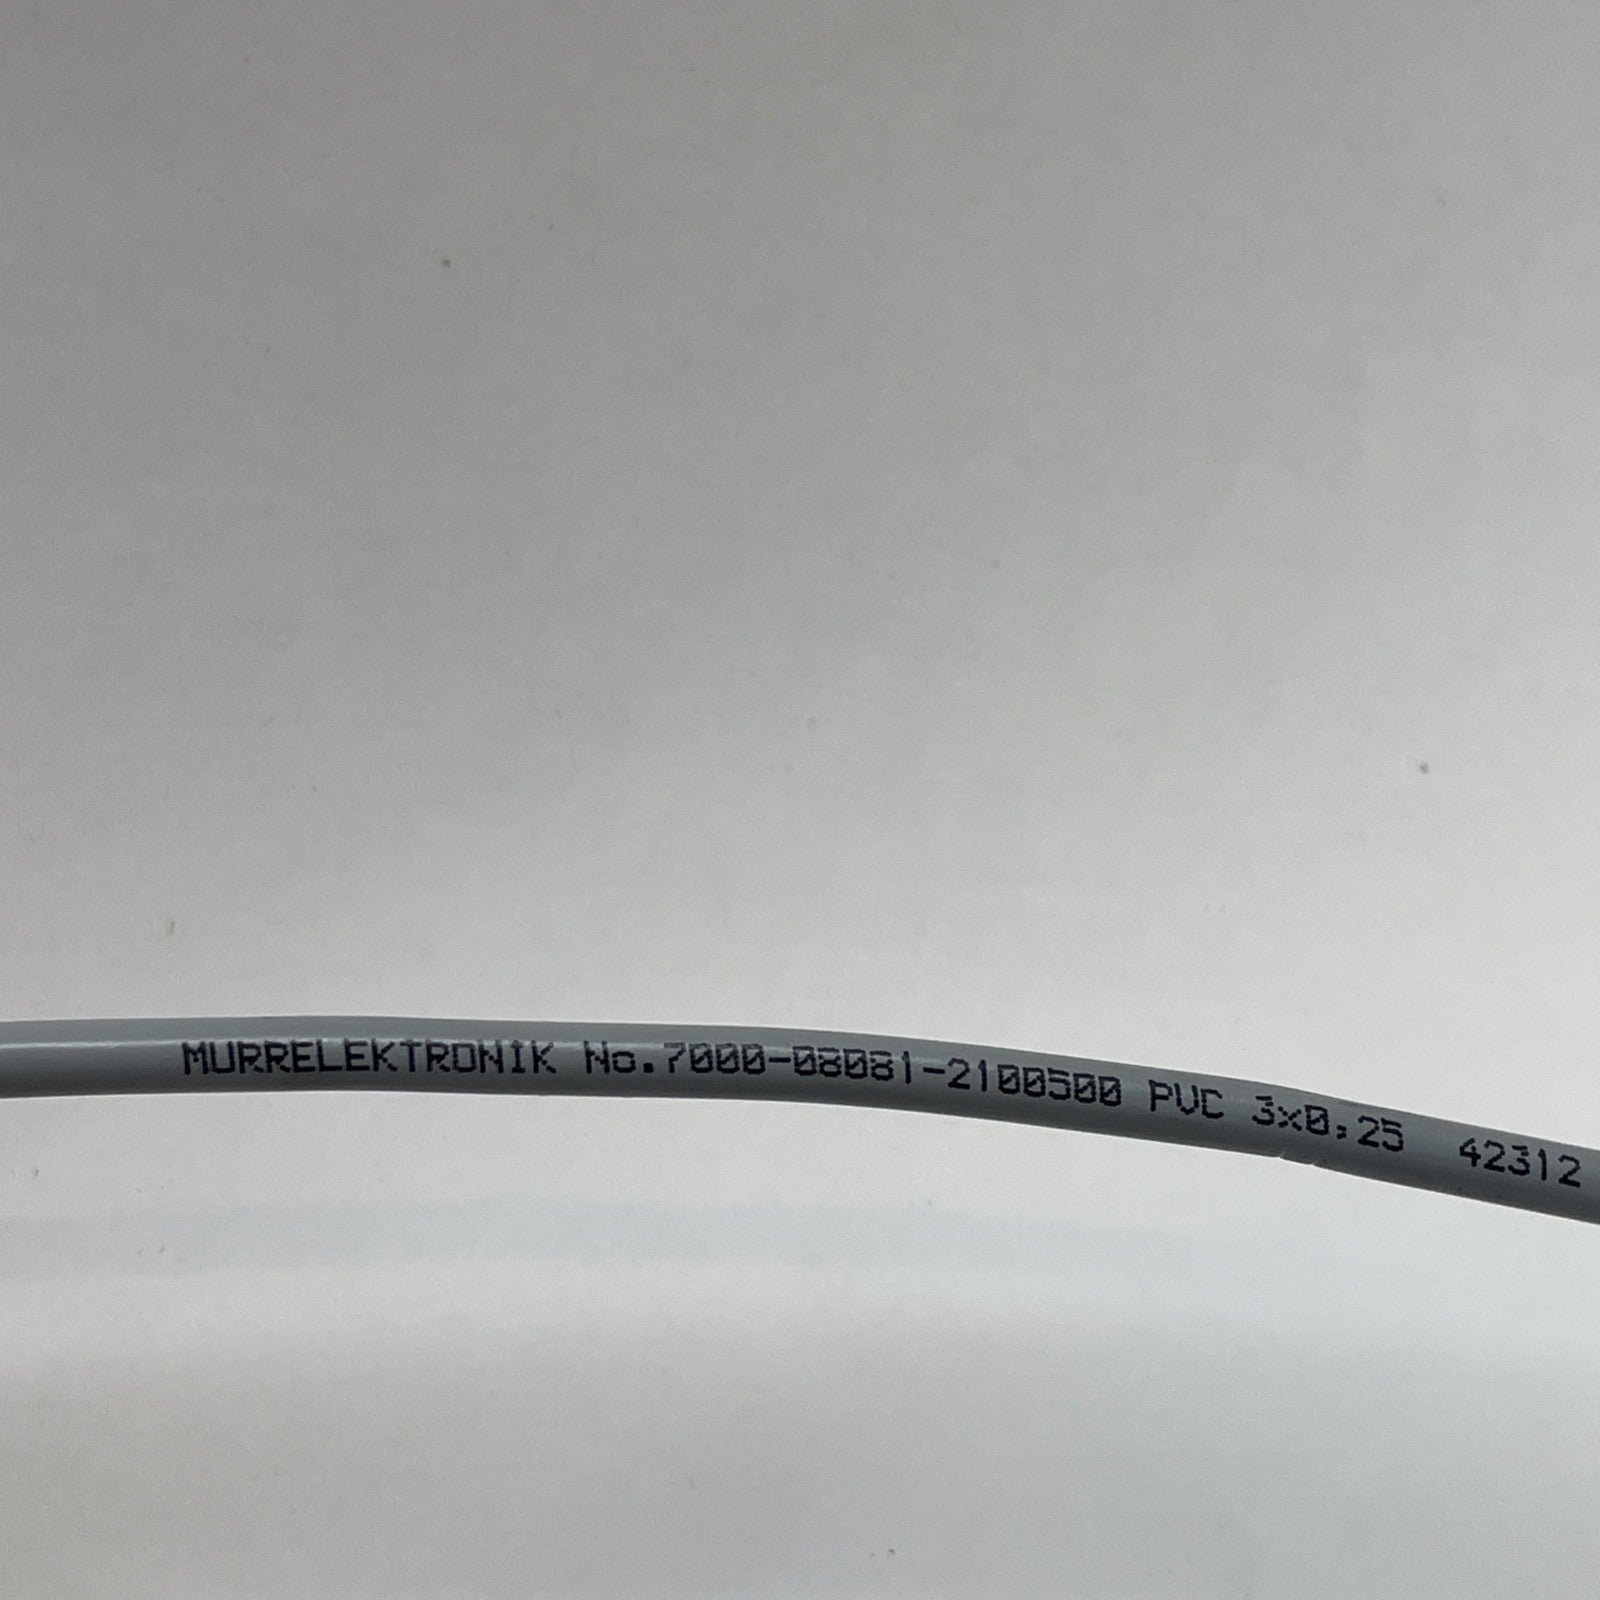 MURRELEKTRONIK No.7000-08081-2100500 PVC 3x0,25 42312